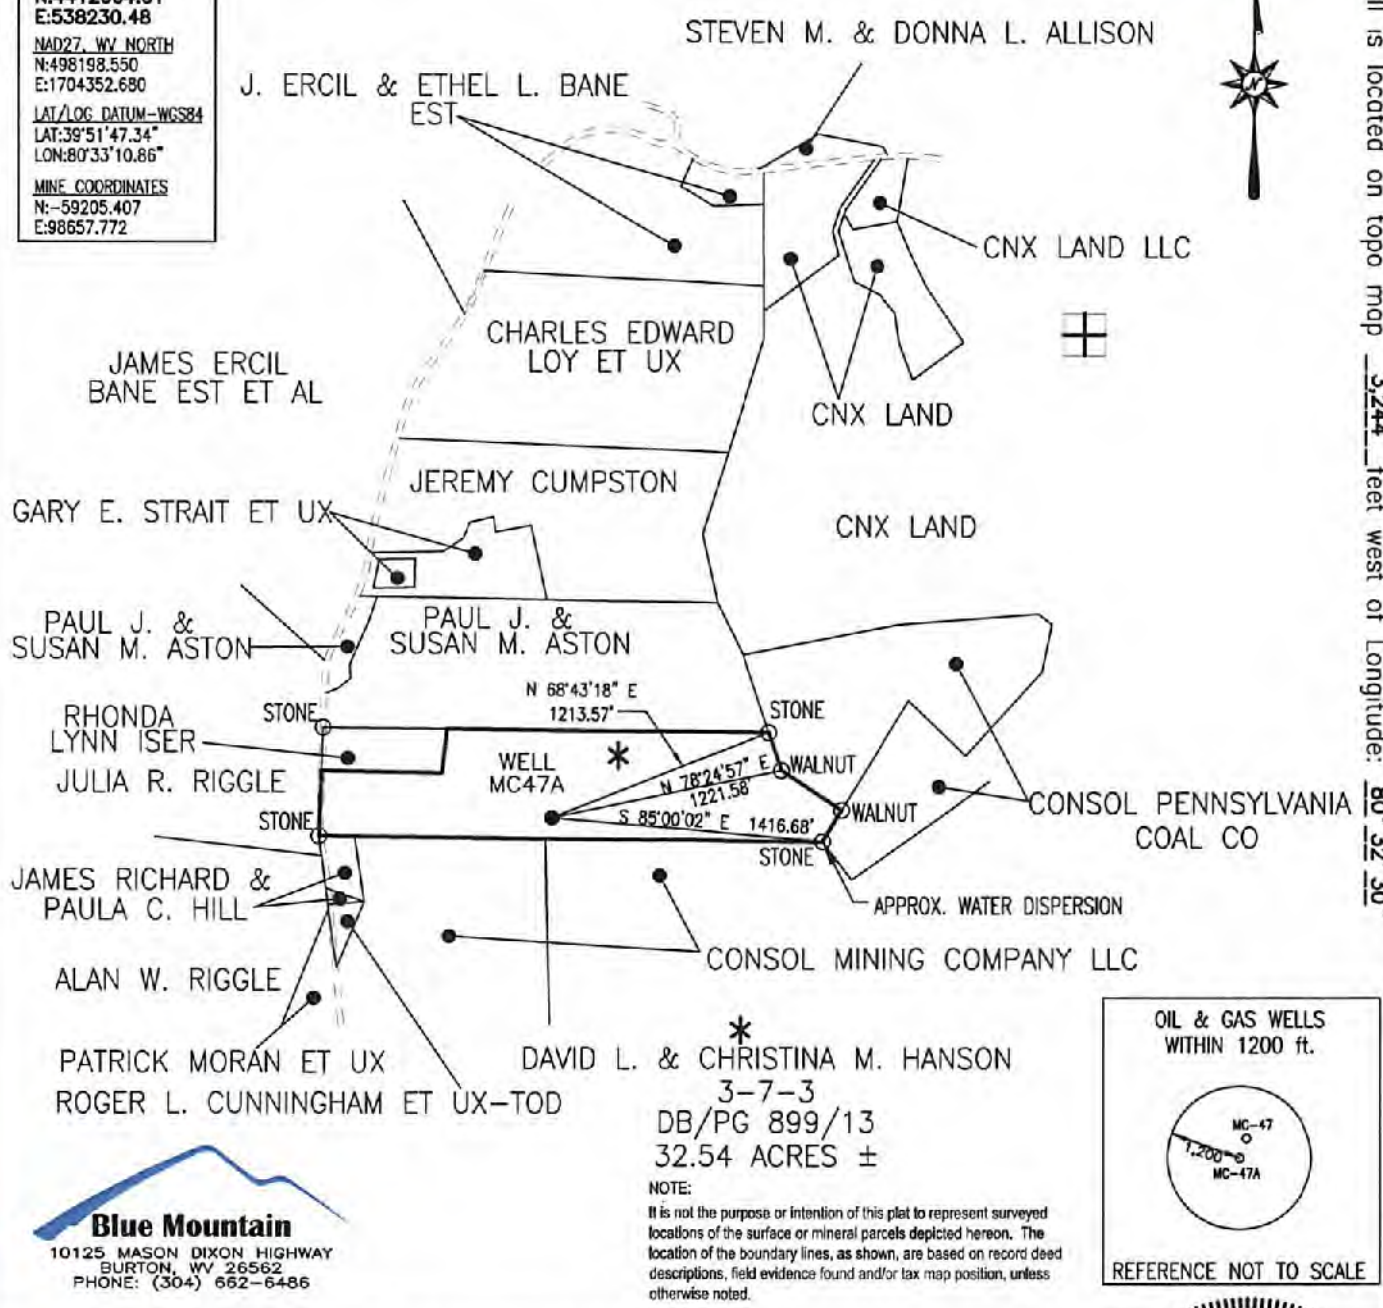 E:538230.48
NAD27, WV NORTH
N:498198.550
E:1704352.680
LAT/LOG DATUM-WGS84
LAT:39°51'47.34"
LON:80°33'10.86"
MINE COORDINATES
N:-59205.407
E:98657.772
STEVEN M. & DONNA L. ALLISON
J. ERCIL & ETHEL L. BANE
EST
N
CNX LAND LLC
CHARLES EDWARD
LOY ET UX
JAMES ERCIL
BANE EST ET AL
CNX LAND
JEREMY CUMPSTON
GARY E. STRAIT ET UX
CNX LAND
PAUL J. &
SUSAN M. ASTON
PAUL J. &
SUSAN M. ASTON
N 68°43'18" E
1213.57'
STONE
STONE
RHONDA
LYNN ISER
WELL
MC47A
*
N 78°24'57" E
1221.58'
WALNUT
JULIA R. RIGGLE
S 85°00'02" E 1416.68'
WALNUT
STONE
STONE
CONSOL PENNSYLVANIA
COAL CO
JAMES RICHARD &
PAULA C. HILL
APPROX. WATER DISPERSION
CONSOL MINING COMPANY LLC
ALAN W. RIGGLE
PATRICK MORAN ET UX
ROGER L. CUNNINGHAM ET UX-TOD
*
DAVID L. & CHRISTINA M. HANSON
3-7-3
DB/PG 899/13
32.54 ACRES ±
NOTE:
It is not the purpose or intention of this plat to represent surveyed
locations of the surface or mineral parcels depicted hereon. The
location of the boundary lines, as shown, are based on record deed
descriptions, field evidence found and/or tax map position, unless
otherwise noted.
Blue Mountain
10125 MASON DIXON HIGHWAY
BURTON, WV 26562
PHONE: (304) 662-6486
OIL & GAS WELLS
WITHIN 1200 ft.
MC-47
1,200'
MC-47A
REFERENCE NOT TO SCALE
is located on topo map 3,244 feet west of Longitude: 80 32 30